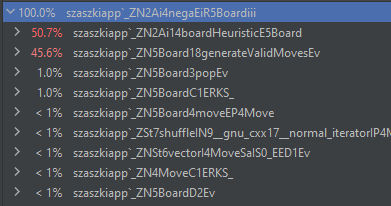 100.0% szaszkiapp`_ZN2Ai4negaEiR5Boardiii
50.7% szaszkiapp`_ZN2Ai14boardHeuristicE5Board
45.6% szaszkiapp`_ZN5Board18generateValidMovesEv
1.0% szaszkiapp`_ZN5Board3popEv
1.0% szaszkiapp`_ZN5BoardC1ERKS_
< 1% szaszkiapp`_ZN5Board4moveEP4Move
< 1% szaszkiapp`_ZSt7shuffleIN9__gnu_cxx17__normal_iteratorIP4M
< 1% szaszkiapp`_ZNSt6vectorI4MoveSaIS0_EED1Ev
< 1% szaszkiapp`_ZN4MoveC1ERKS_
< 1% szaszkiapp`_ZN5BoardD2Ev